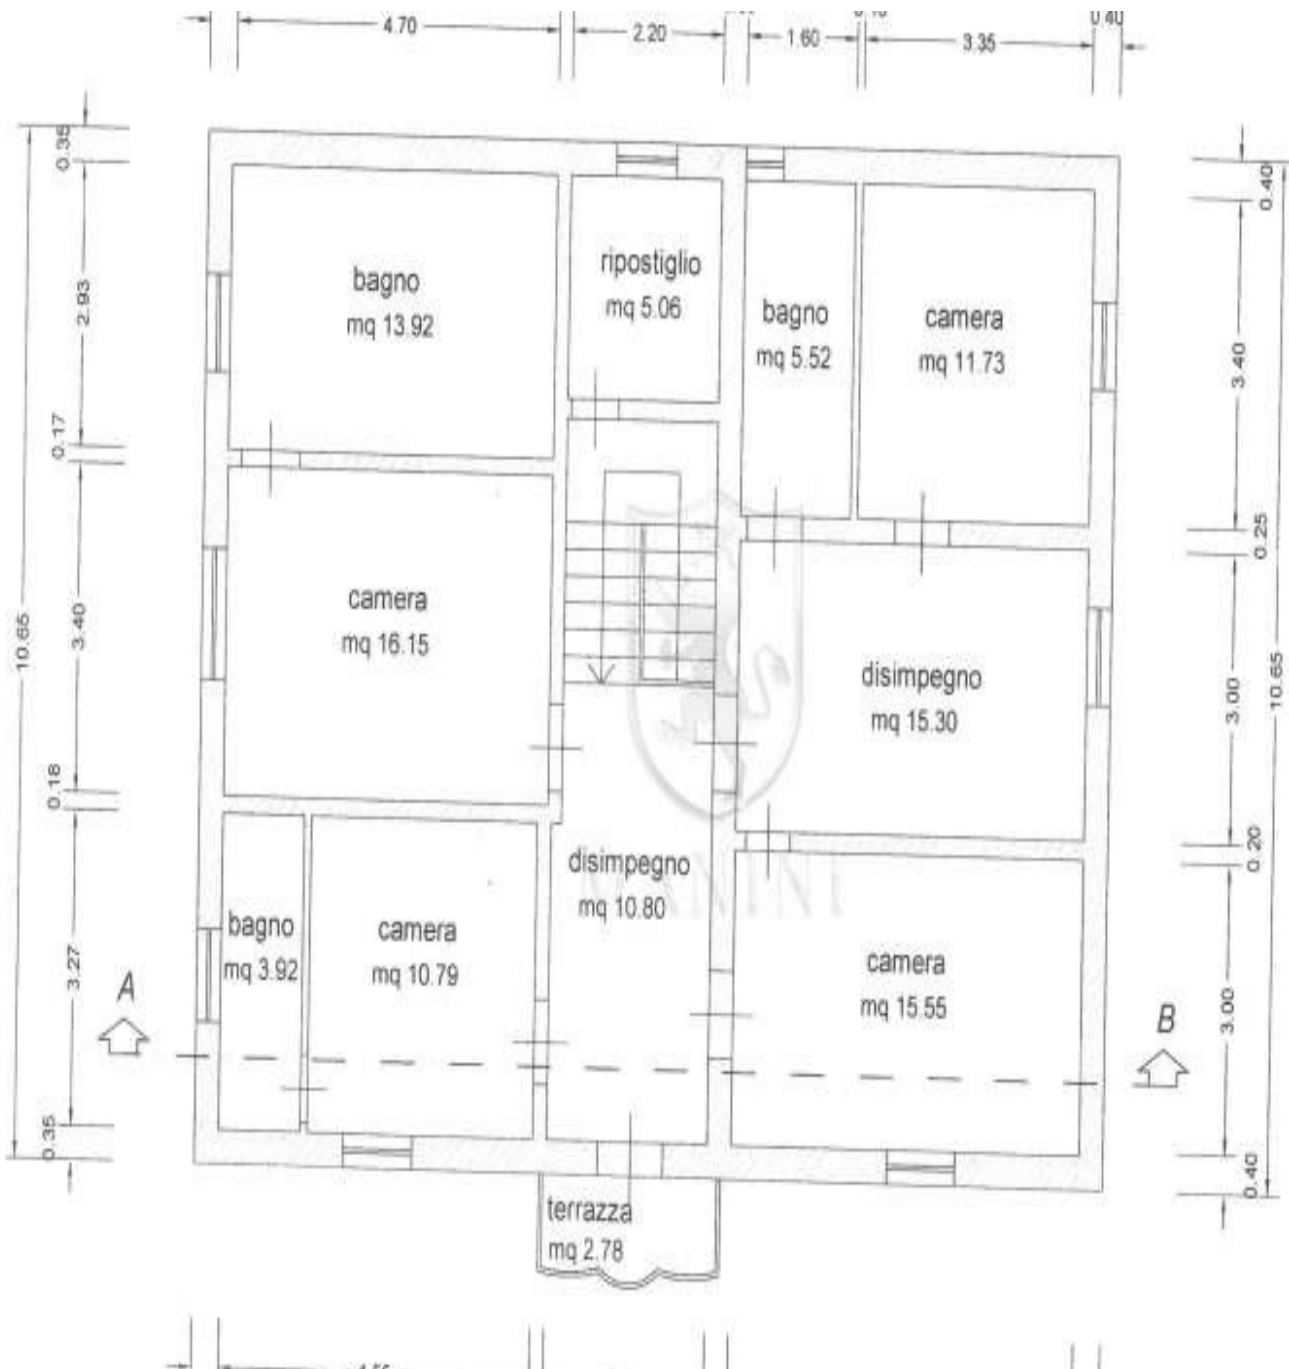 4.70
2.20
1.60
3.35
0.40
0.35
0.40
2.93
bagno
mq 13.92
ripostiglio
mq 5.06
bagno
mq 5.52
camera
mq 11.73
3.40
0.17
0.25
10.65
3.40
camera
mq 16.15
disimpegno
mq 15.30
3.00
10.65
0.18
0.20
disimpegno
mq 10.80
MANINI
bagno
mq 3.92
camera
mq 10.79
camera
mq 15.55
3.27
3.00
A
B
0.35
0.40
terrazza
mq 2.78